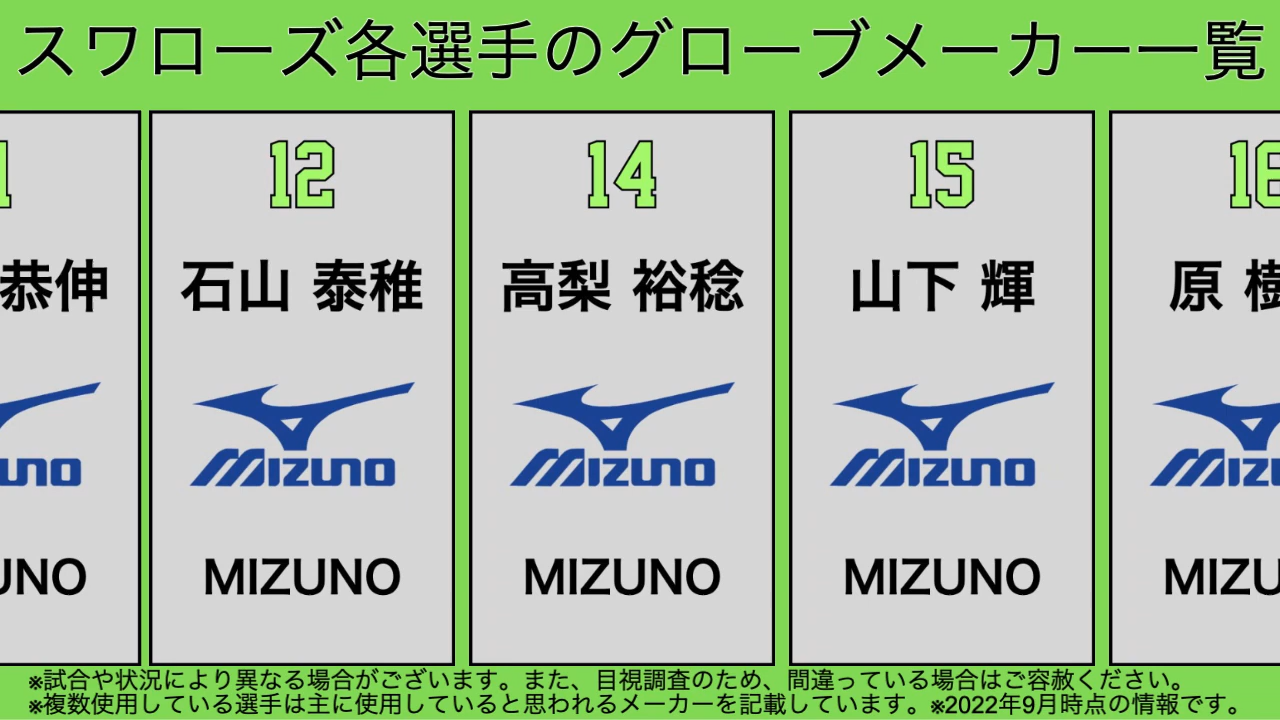 スワローズ各選手のグローブメーカー一覧
12
14
15
恭伸
石山 泰稚
高梨 裕稔
山下 輝
原 樹
UNO
MIZUNO
MIZUNO
MIZUNO
MIZU
UNO
MIZUNO
MIZUNO
MIZUNO
MIZU
※試合や状況により異なる場合がございます。また、目視調査のため、間違っている場合はご容赦ください。
※複数使用している選手は主に使用していると思われるメーカーを記載しています。※2022年9月時点の情報です。